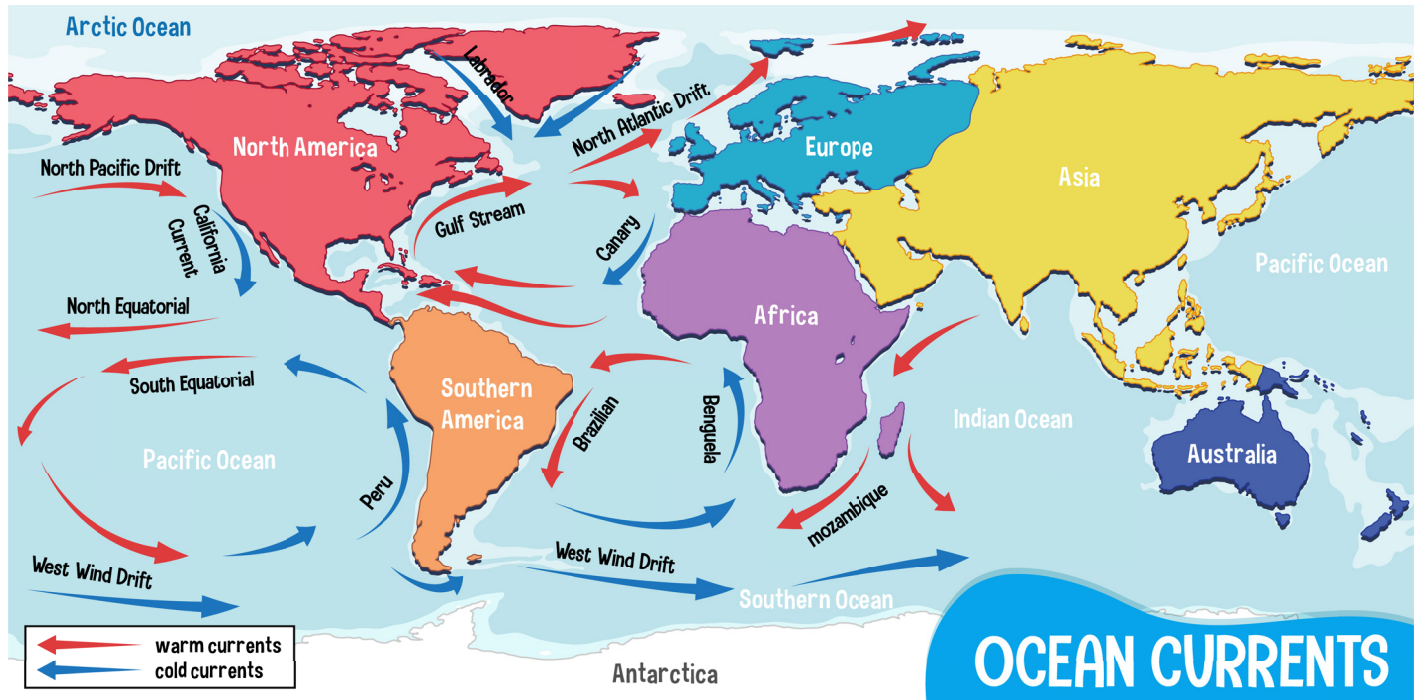 Arctic Ocean
Labrador
North Atlantic Drift
North America
Europe
Asia
North Pacific Drift
California
Current
Gulf Stream
Canary
Pacific Ocean
North Equatorial
Africa
South Equatorial
Southern
America
Brazilian
Benguela
Indian Ocean
Pacific Ocean
Australia
Peru
mozambique
West Wind Drift
West Wind Drift
Southern Ocean
warm currents
cold currents
Antarctica
OCEAN CURRENTS